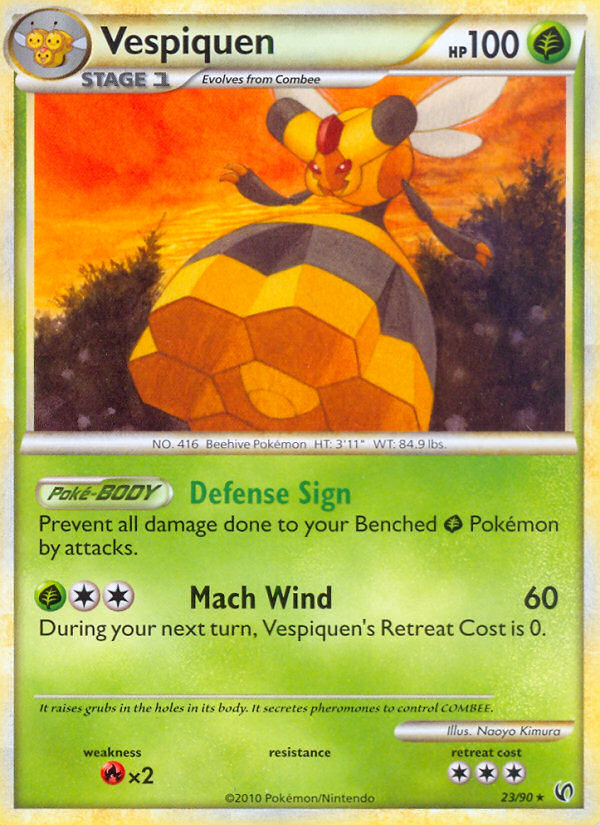 Vespiquen HP100
STAGE 1 Evolves from Combee
NO. 416 Beehive Pokémon HT: 3'11" WT: 84.9 lbs.
Poké-BODY Defense Sign
Prevent all damage done to your Benched Pokémon
by attacks.
Mach Wind 60
During your next turn, Vespiquen's Retreat Cost is 0.
It raises grubs in the holes in its body. It secretes pheromones to control COMBEE.
Illus. Naoyo Kimura
weakness resistance retreat cost
×2
©2010 Pokémon/Nintendo 23/90 ★